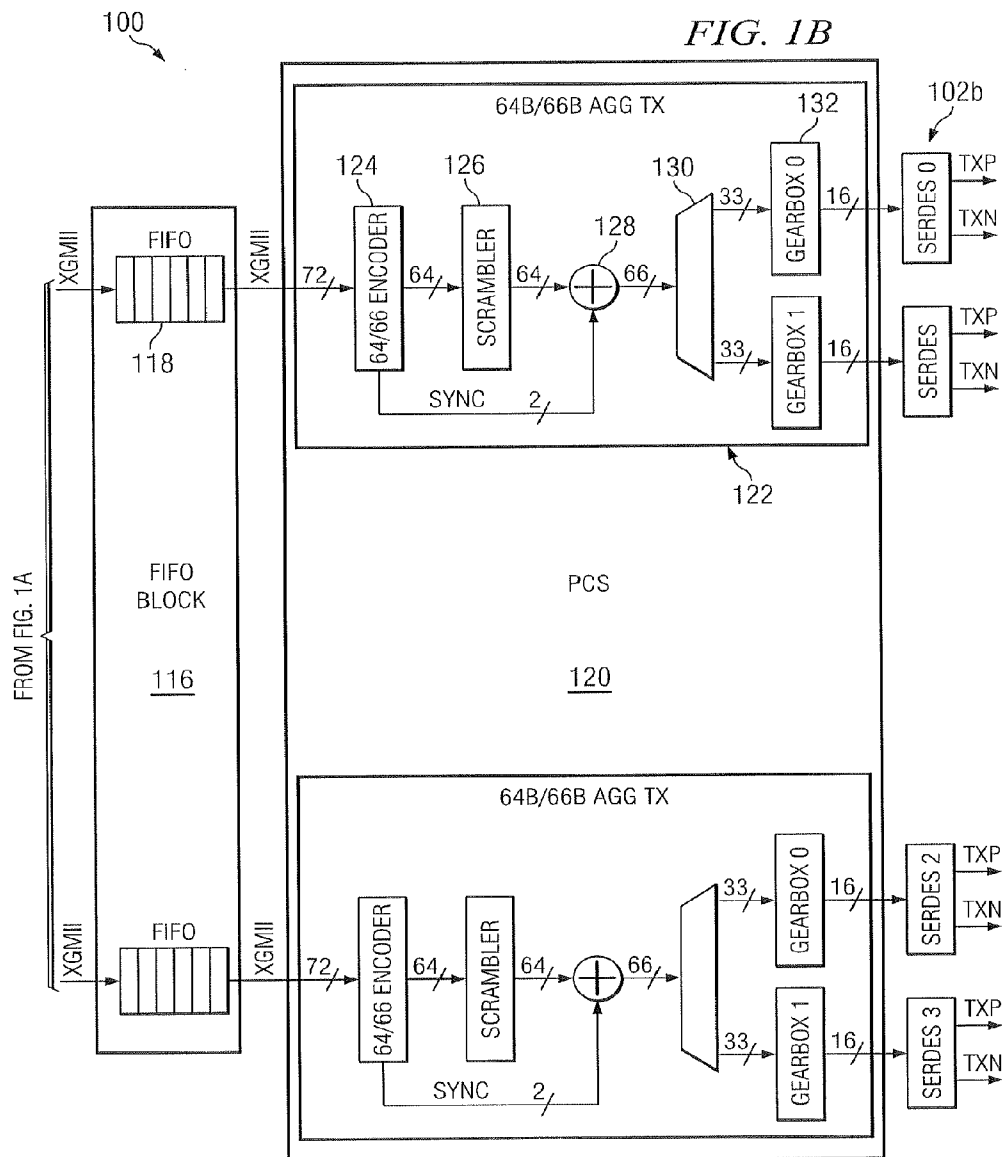 100
FIG. 1B
64B/66B AGG TX
102b
132
124
126
130
128
GEARBOX 0
SERDES 0
TXP
TXN
33
16
FIFO
XGMII
XGMII
118
72
64/66 ENCODER
64
SCRAMBLER
64
66
33
GEARBOX 1
16
SERDES
TXP
TXN
SYNC
2
122
FROM FIG. 1A
FIFO
BLOCK
116
PCS
120
64B/66B AGG TX
FIFO
XGMII
XGMII
72
64/66 ENCODER
64
SCRAMBLER
64
66
33
GEARBOX 0
16
SERDES 2
TXP
TXN
33
GEARBOX 1
16
SERDES 3
TXP
TXN
SYNC
2